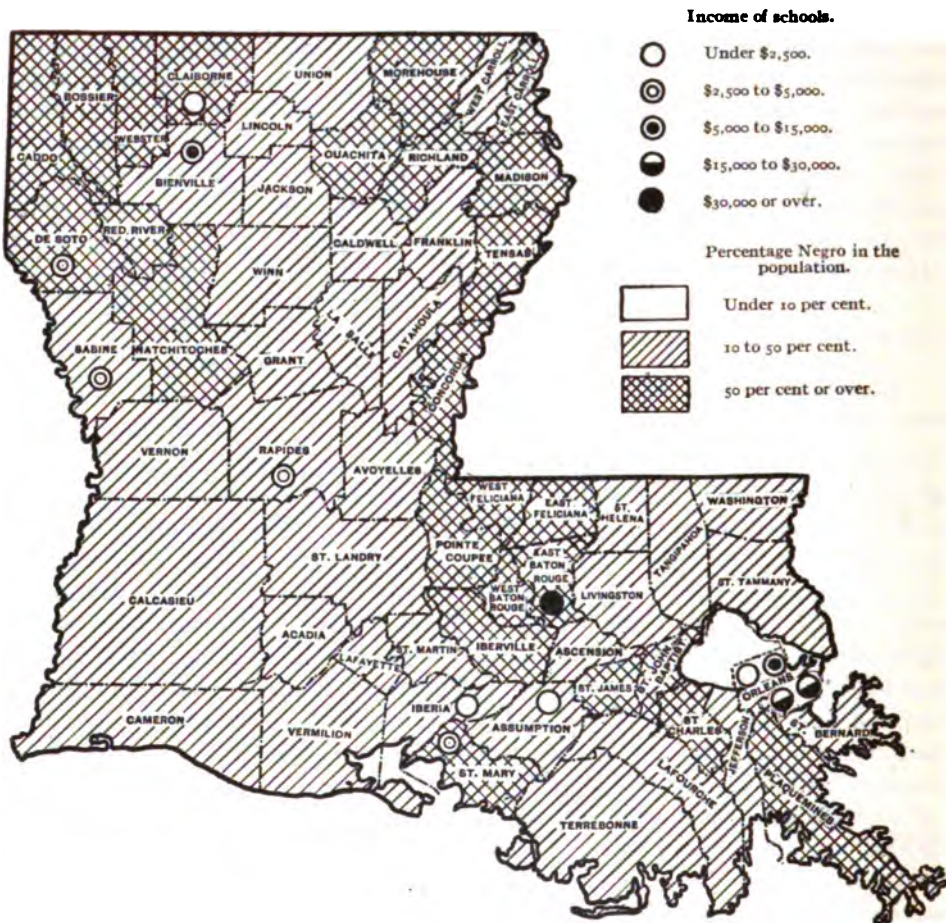 Income of schools.
Under $2,500.
$2,500 to $5,000.
$5,000 to $15,000.
$15,000 to $30,000.
$30,000 or over.
Percentage Negro in the
population.
Under 10 per cent.
10 to 50 per cent.
50 per cent or over.
CLAIBORNE
UNION
MOREHOUSE
WEST CARROLL
EAST CARROLL
BOSSIER
WEBSTER
LINCOLN
CADDO
OUACHITA
RICHLAND
MADISON
BIENVILLE
JACKSON
DE SOTO
RED RIVER
CALDWELL
FRANKLIN
TENSAS
WINN
LA SALLE
CATAHOULA
SABINE
NATCHITOCHES
GRANT
CONCORDIA
VERNON
RAPIDES
AVOYELLES
WEST
FELICIANA
EAST
FELICIANA
ST.
HELENA
TANGIPAHOA
WASHINGTON
ST. LANDRY
POINTE
COUPEE
EAST
BATON
ROUGE
WEST
BATON
ROUGE
LIVINGSTON
ST. TAMMANY
CALCASIEU
ACADIA
LAFAYETTE
ST. MARTIN
IBERVILLE
ASCENSION
ST. JOHN
BAPTIST
ORLEANS
CAMERON
VERMILION
IBERIA
ASSUMPTION
ST. JAMES
ST
CHARLES
JEFFERSON
ST.
BERNARD
ST. MARY
LAFOURCHE
PLAQUEMINES
TERREBONNE